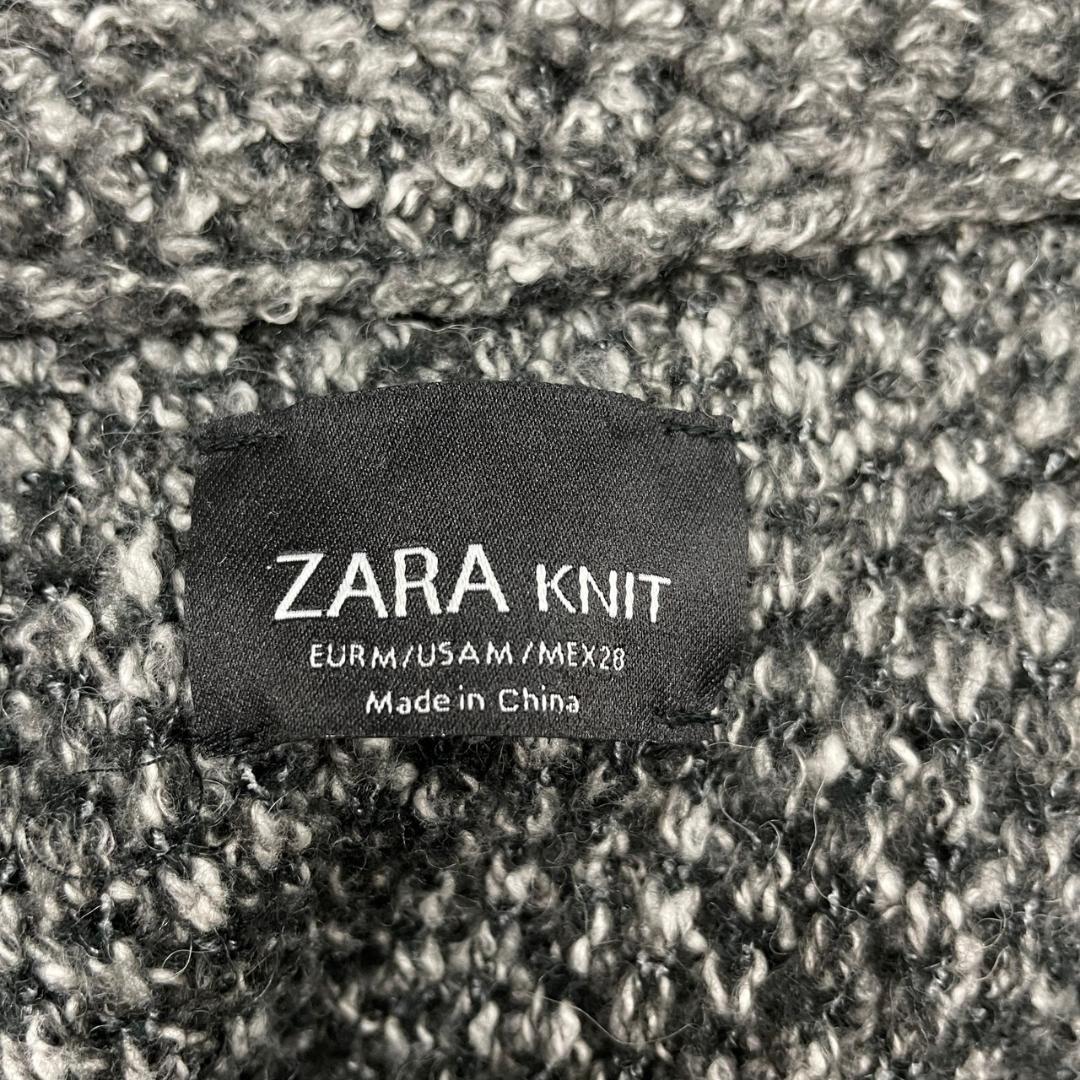 ZARA KNIT
EUR M/USA M/MEX 28
Made in China